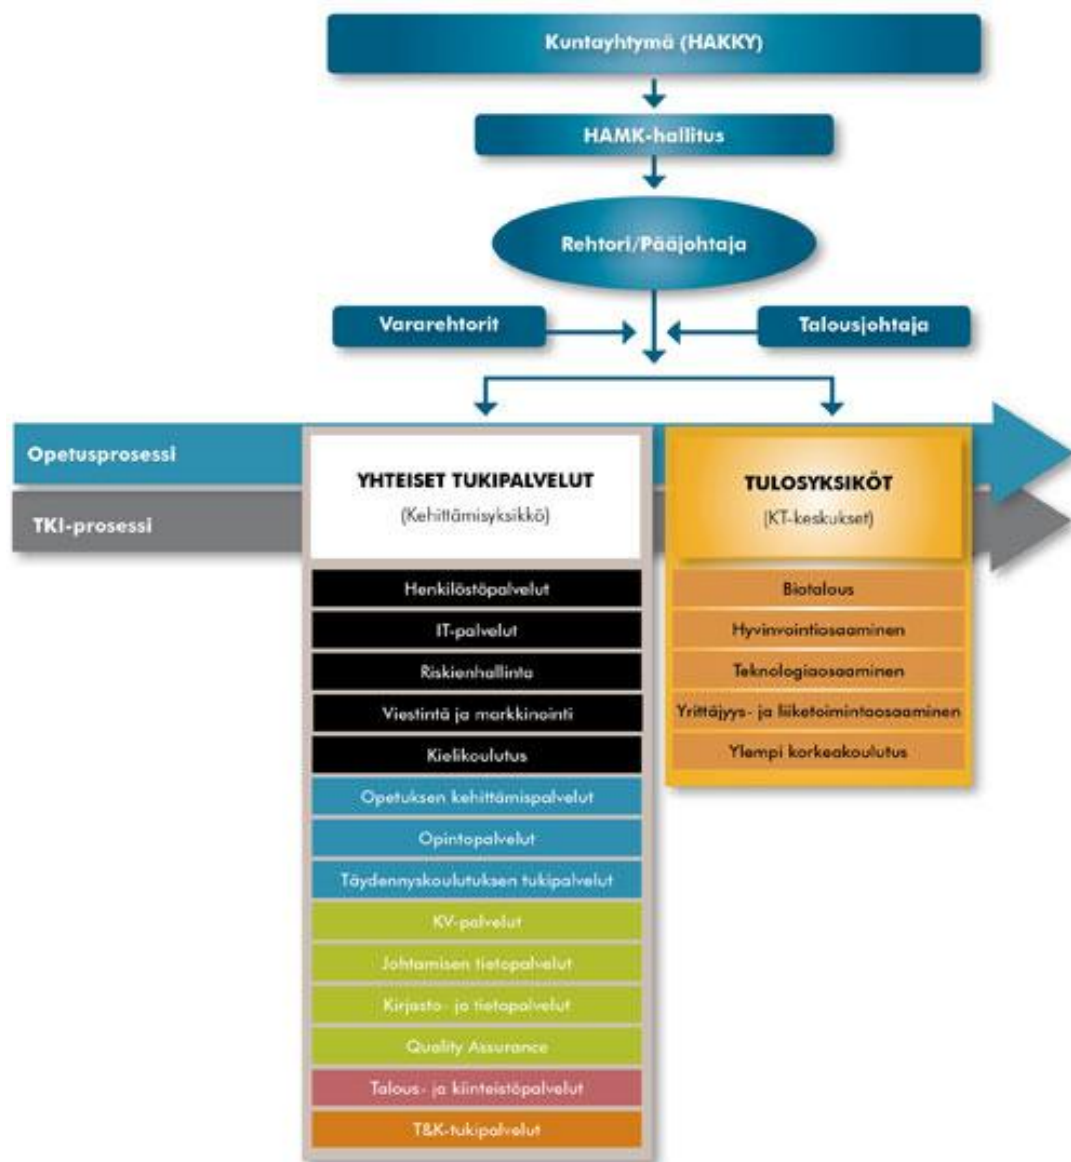 Kuntayhtymä (HAKKY)
HAMK-hallitus
Rehtori/Pääjohtaja
Vararehtorit
Talousjohtaja
Opetusprosessi
TKI-prosessi
YHTEISET TUKIPALVELUT
(Kehittämisyksikkö)
Henkilöstöpalvelut
IT-palvelut
Riskienhallinta
Viestintä ja markkinointi
Kielikoulutus
Opetuksen kehittämispalvelut
Opintopalvelut
Täydennyskoulutuksen tukipalvelut
KV-palvelut
Johtamisen tietopalvelut
Kirjasto- ja tietopalvelut
Quality Assurance
Talous- ja kiinteistöpalvelut
T&K-tukipalvelut
TULOSYKSIKÖT
(KT-keskukset)
Biotalous
Hyvinvointiosaaminen
Teknologiaosaaminen
Yrittäjyys- ja liiketoimintaosaaminen
Ylempi korkeakoulutus